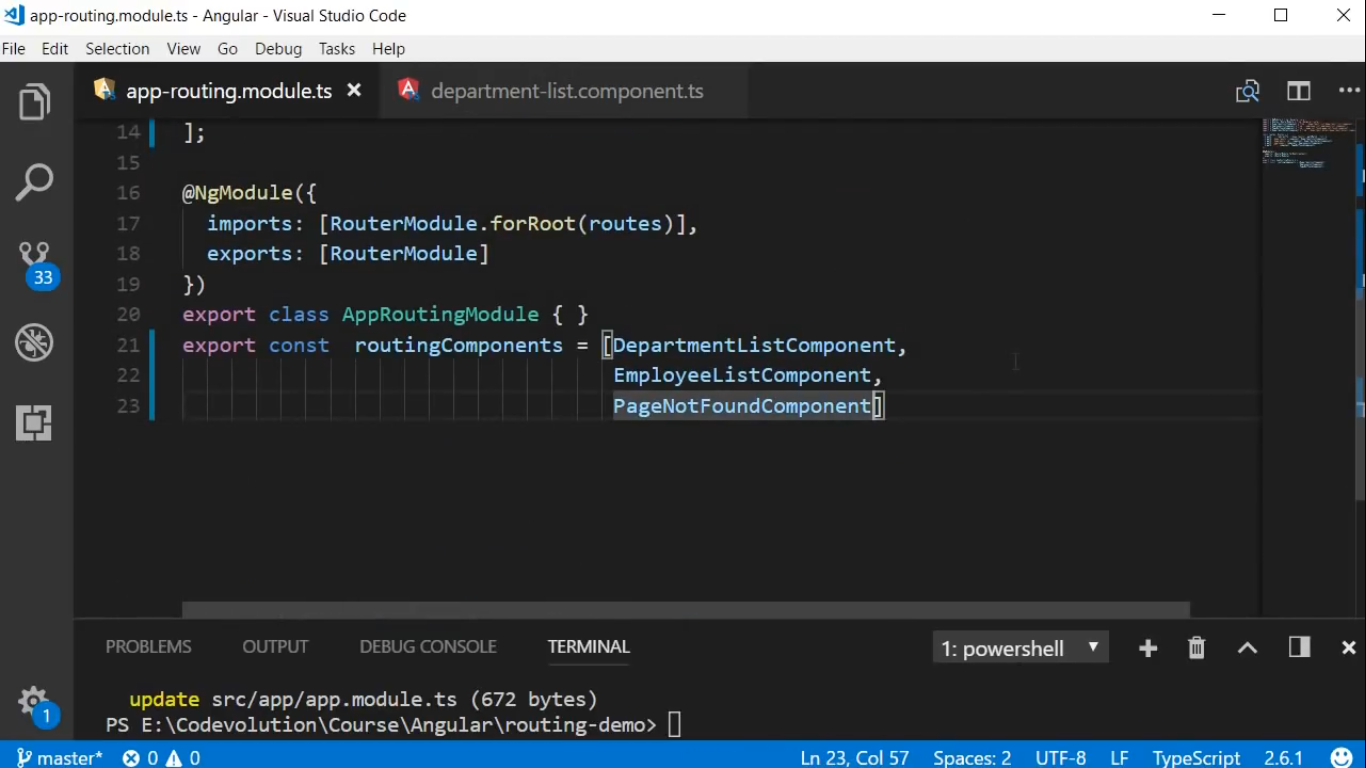 app-routing.module.ts - Angular - Visual Studio Code
File Edit Selection View Go Debug Tasks Help
app-routing.module.ts department-list.component.ts
14 ];
15
16 @NgModule({
17   imports: [RouterModule.forRoot(routes)],
18   exports: [RouterModule]
19 })
20 export class AppRoutingModule { }
21 export const  routingComponents = [DepartmentListComponent,
22                                    EmployeeListComponent,
23                                    PageNotFoundComponent]
33
PROBLEMS OUTPUT DEBUG CONSOLE TERMINAL 1: powershell
update src/app/app.module.ts (672 bytes)
PS E:\Codevolution\Course\Angular\routing-demo>
1
master* 0 0 Ln 23, Col 57 Spaces: 2 UTF-8 LF TypeScript 2.6.1